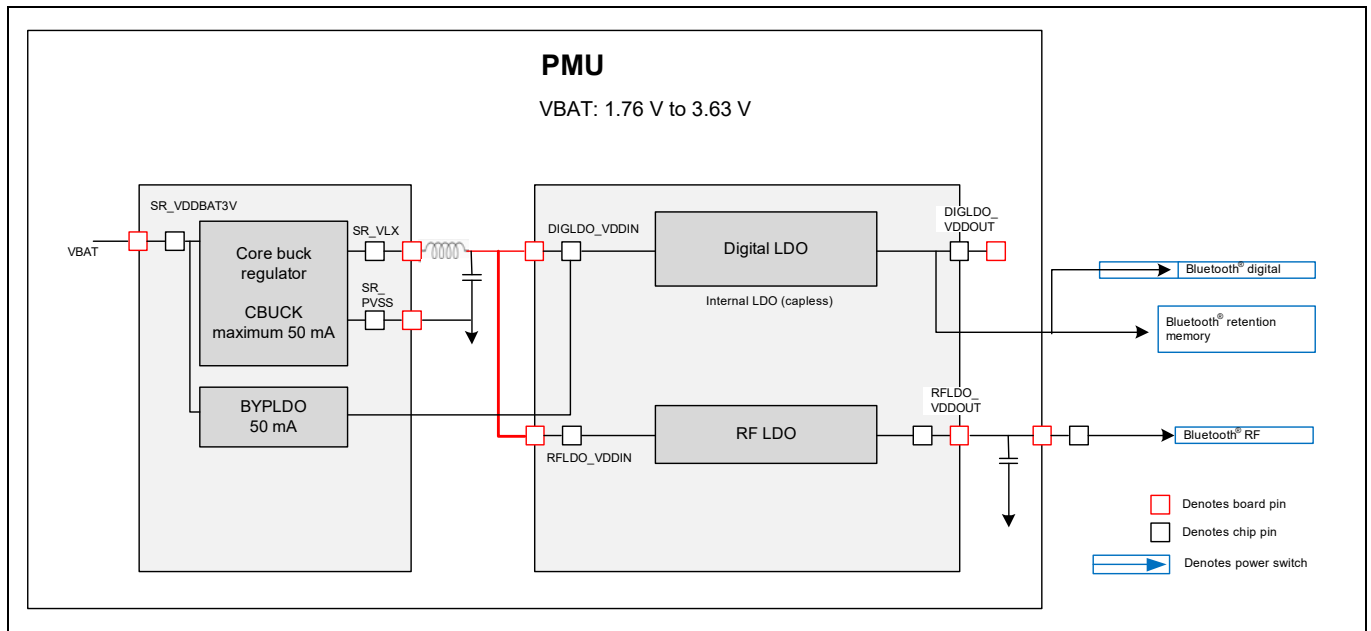 PMU
VBAT: 1.76 V to 3.63 V
SR_VDDBAT3V
VBAT
Core buck
regulator
CBUCK
maximum 50 mA
SR_VLX
SR_
PVSS
BYPLDO
50 mA
DIGLDO_VDDIN
Digital LDO
Internal LDO (capless)
DIGLDO_
VDDOUT
RFLDO_VDDIN
RF LDO
RFLDO_
VDDOUT
Bluetooth® digital
Bluetooth® retention
memory
Bluetooth® RF
Denotes board pin
Denotes chip pin
Denotes power switch